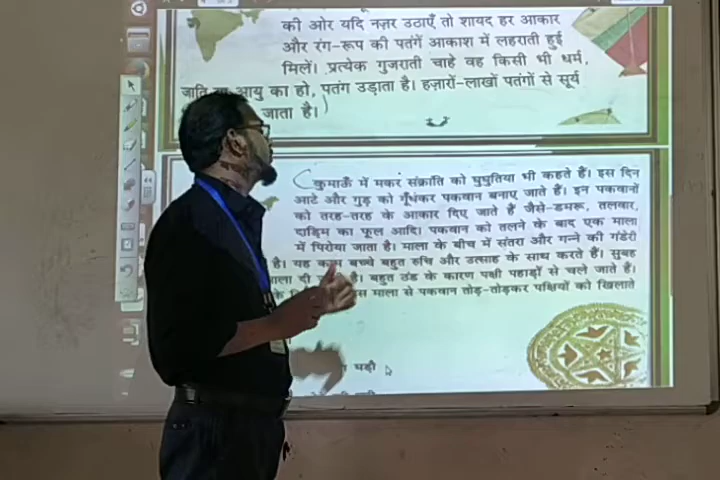 की ओर यदि नज़र उठाएँ तो शायद हर आकार
और रंग-रूप की पतंगें आकाश में लहराती हुई
मिलें। प्रत्येक गुजराती चाहे वह किसी भी धर्म,
जाति या आयु का हो, पतंग उड़ाता है। हज़ारों-लाखों पतंगों से सूर्य
जाता है।
कुमाऊँ में मकर संक्रांति को घुघुतिया भी कहते हैं। इस दिन
आटे और गुड़ को गूँधकर पकवान बनाए जाते हैं। इन पकवानों
को तरह-तरह के आकार दिए जाते हैं जैसे-डमरू, तलवार,
दाड़िम का फूल आदि। पकवान को तलने के बाद एक माला
में पिरोया जाता है। माला के बीच में संतरा और गन्ने की गंडेरी
है। यह काम बच्चे बहुत रुचि और उत्साह के साथ करते हैं। सुबह
माला दी है। बहुत ठंड के कारण पक्षी पहाड़ों से चले जाते हैं।
माला से पकवान तोड़-तोड़कर पक्षियों को खिलाते